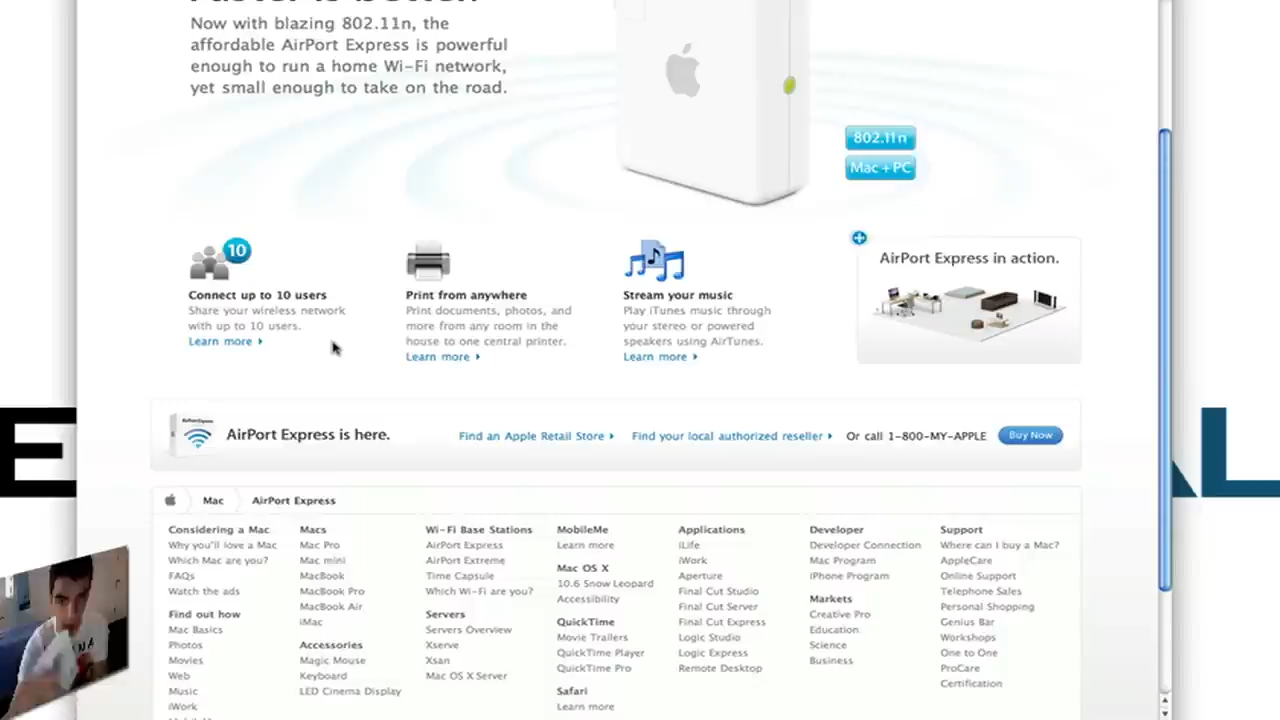 Faster is better.
Now with blazing 802.11n, the
affordable AirPort Express is powerful
enough to run a home Wi-Fi network,
yet small enough to take on the road.
802.11n
Mac + PC
10
Connect up to 10 users
Share your wireless network
with up to 10 users.
Learn more
Print from anywhere
Print documents, photos, and
more from any room in the
house to one central printer.
Learn more
Stream your music
Play iTunes music through
your stereo or powered
speakers using AirTunes.
Learn more
AirPort Express in action.
E
AL
AirPort Express is here.
Find an Apple Retail Store
Find your local authorized reseller
Or call 1-800-MY-APPLE
Buy Now
Mac
AirPort Express
Considering a Mac
Why you'll love a Mac
Which Mac are you?
FAQs
Watch the ads
Find out how
Mac Basics
Photos
Movies
Web
Music
iWork
Macs
Mac Pro
Mac mini
MacBook
MacBook Pro
MacBook Air
iMac
Accessories
Magic Mouse
Keyboard
LED Cinema Display
Wi-Fi Base Stations
AirPort Express
AirPort Extreme
Time Capsule
Which Wi-Fi are you?
Servers
Servers Overview
Xserve
Xsan
Mac OS X Server
MobileMe
Learn more
Mac OS X
10.6 Snow Leopard
Accessibility
QuickTime
Movie Trailers
QuickTime Player
QuickTime Pro
Safari
Learn more
Applications
iLife
iWork
Aperture
Final Cut Studio
Final Cut Server
Final Cut Express
Logic Studio
Logic Express
Remote Desktop
Developer
Developer Connection
Mac Program
iPhone Program
Markets
Creative Pro
Education
Science
Business
Support
Where can I buy a Mac?
AppleCare
Online Support
Telephone Sales
Personal Shopping
Genius Bar
Workshops
One to One
ProCare
Certification